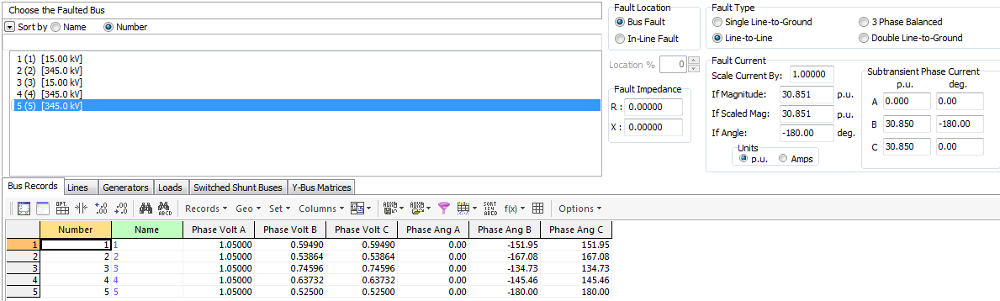 Choose the Faulted Bus
Sort by Name Number
1 (1) [15.00 kV]
2 (2) [345.0 kV]
3 (3) [15.00 kV]
4 (4) [345.0 kV]
5 (5) [345.0 kV]
Fault Location
Bus Fault
In-Line Fault
Location % 0
Fault Impedance
R : 0.00000
X : 0.00000
Fault Type
Single Line-to-Ground 3 Phase Balanced
Line-to-Line Double Line-to-Ground
Fault Current
Scale Current By: 1.00000
If Magnitude: 30.851 p.u.
If Scaled Mag: 30.851 p.u.
If Angle: -180.00 deg.
Units
p.u. Amps
Subtransient Phase Current
p.u. deg.
A 0.000 0.00
B 30.850 -180.00
C 30.850 0.00
Bus Records Lines Generators Loads Switched Shunt Buses Y-Bus Matrices
Records Geo Set Columns AUXB AUXB SORT 124 ABED f(x) Options
Number Name Phase Volt A Phase Volt B Phase Volt C Phase Ang A Phase Ang B Phase Ang C
1 1 1 1.05000 0.59490 0.59490 0.00 -151.95 151.95
2 2 2 1.05000 0.53864 0.53864 0.00 -167.08 167.08
3 3 3 1.05000 0.74596 0.74596 0.00 -134.73 134.73
4 4 4 1.05000 0.63732 0.63732 0.00 -145.46 145.46
5 5 5 1.05000 0.52500 0.52500 0.00 -180.00 180.00